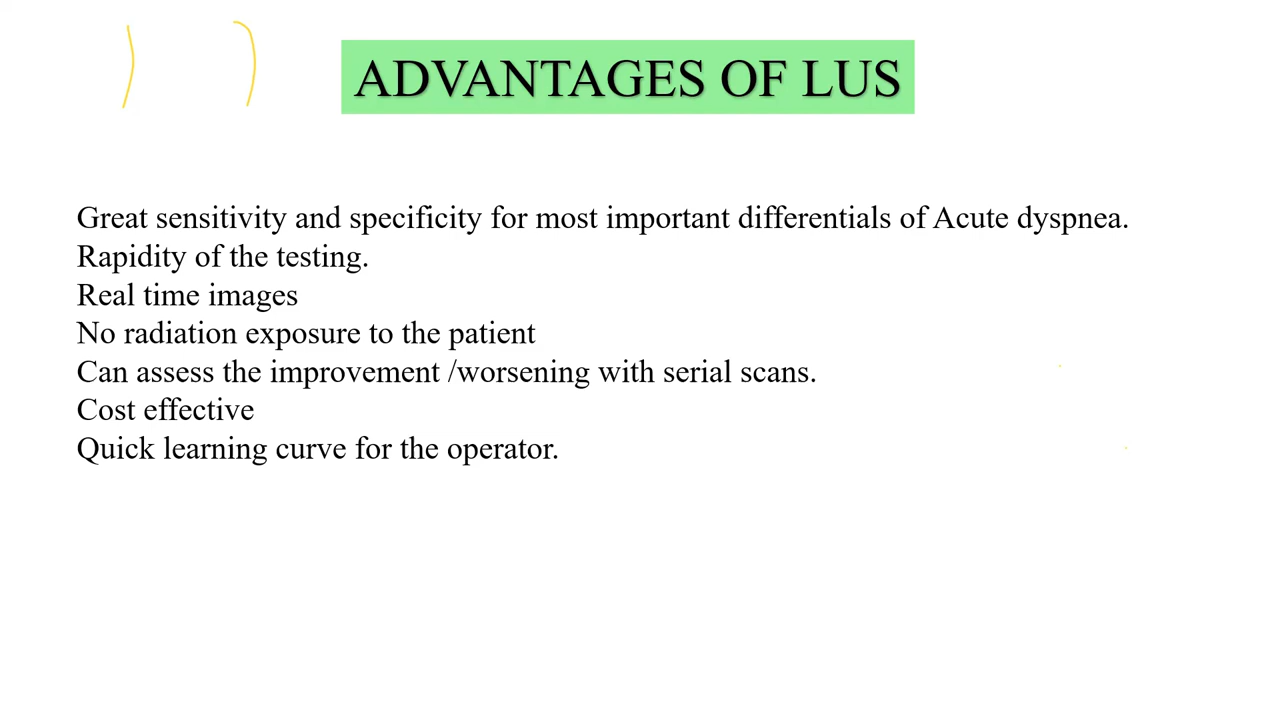 ADVANTAGES OF LUS
Great sensitivity and specificity for most important differentials of Acute dyspnea.
Rapidity of the testing.
Real time images
No radiation exposure to the patient
Can assess the improvement /worsening with serial scans.
Cost effective
Quick learning curve for the operator.